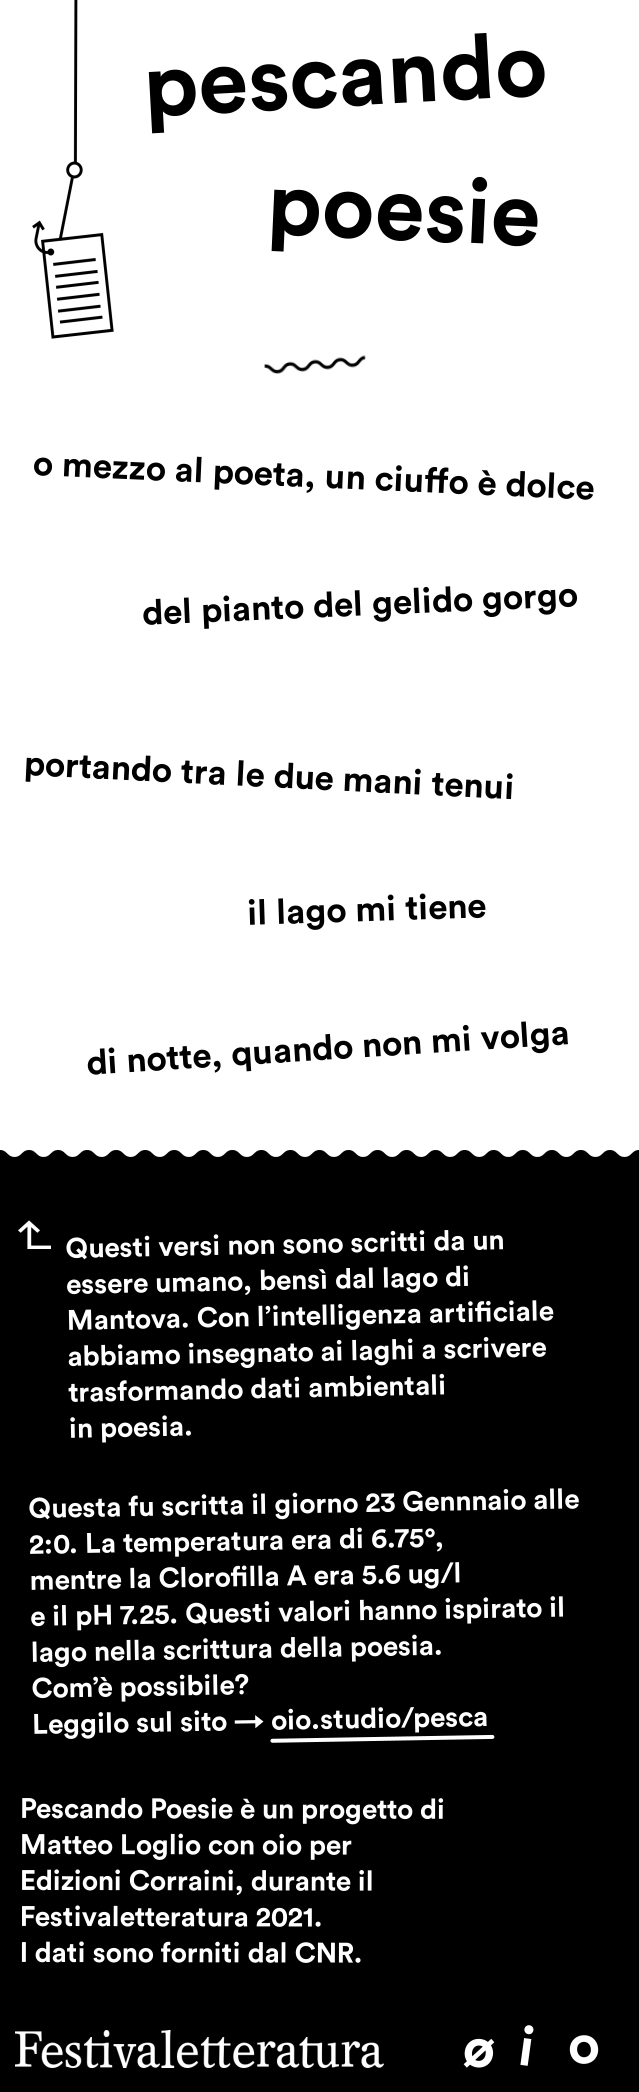 pescando
poesie
o mezzo al poeta, un ciuffo è dolce
del pianto del gelido gorgo
portando tra le due mani tenui
il lago mi tiene
di notte, quando non mi volga
Questi versi non sono scritti da un
essere umano, bensì dal lago di
Mantova. Con l’intelligenza artificiale
abbiamo insegnato ai laghi a scrivere
trasformando dati ambientali
in poesia.
Questa fu scritta il giorno 23 Gennnaio alle
2:0. La temperatura era di 6.75°,
mentre la Clorofilla A era 5.6 ug/l
e il pH 7.25. Questi valori hanno ispirato il
lago nella scrittura della poesia.
Com’è possibile?
Leggilo sul sito → oio.studio/pesca
Pescando Poesie è un progetto di
Matteo Loglio con oio per
Edizioni Corraini, durante il
Festivaletteratura 2021.
I dati sono forniti dal CNR.
Festivaletteratura øio